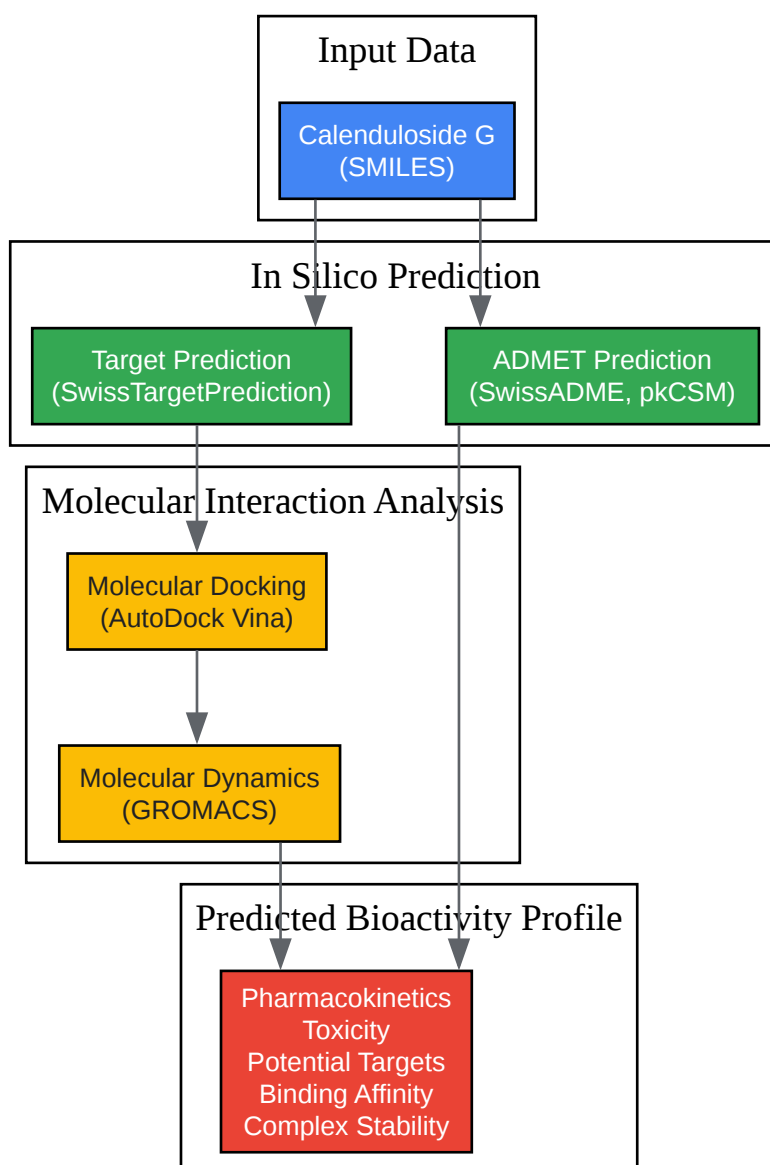 Input Data
Calenduloside G
(SMILES)
In Silico Prediction
Target Prediction
(SwissTargetPrediction)
ADMET Prediction
(SwissADME, pkCSM)
Molecular Interaction Analysis
Molecular Docking
(AutoDock Vina)
Molecular Dynamics
(GROMACS)
Predicted Bioactivity Profile
Pharmacokinetics
Toxicity
Potential Targets
Binding Affinity
Complex Stability